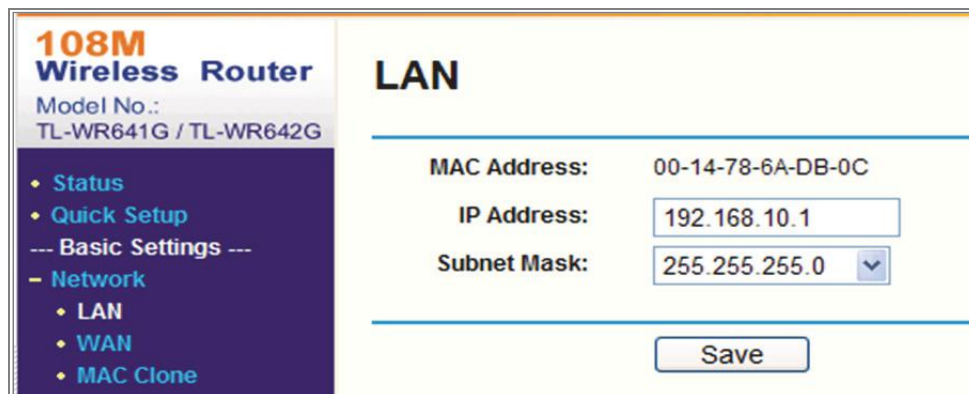 108M
Wireless Router
Model No.:
TL-WR641G / TL-WR642G
Status
Quick Setup
--- Basic Settings ---
Network
LAN
WAN
MAC Clone
LAN
MAC Address: 00-14-78-6A-DB-0C
IP Address: 192.168.10.1
Subnet Mask: 255.255.255.0
Save